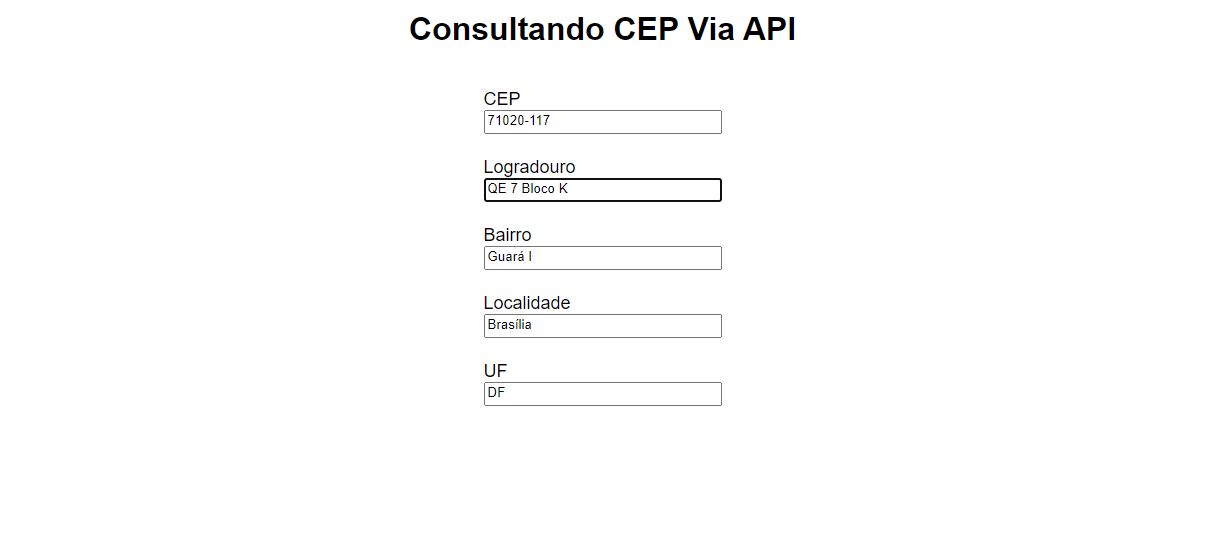 Consultando CEP Via API
CEP
71020-117
Logradouro
QE 7 Bloco K
Bairro
Guará I
Localidade
Brasília
UF
DF